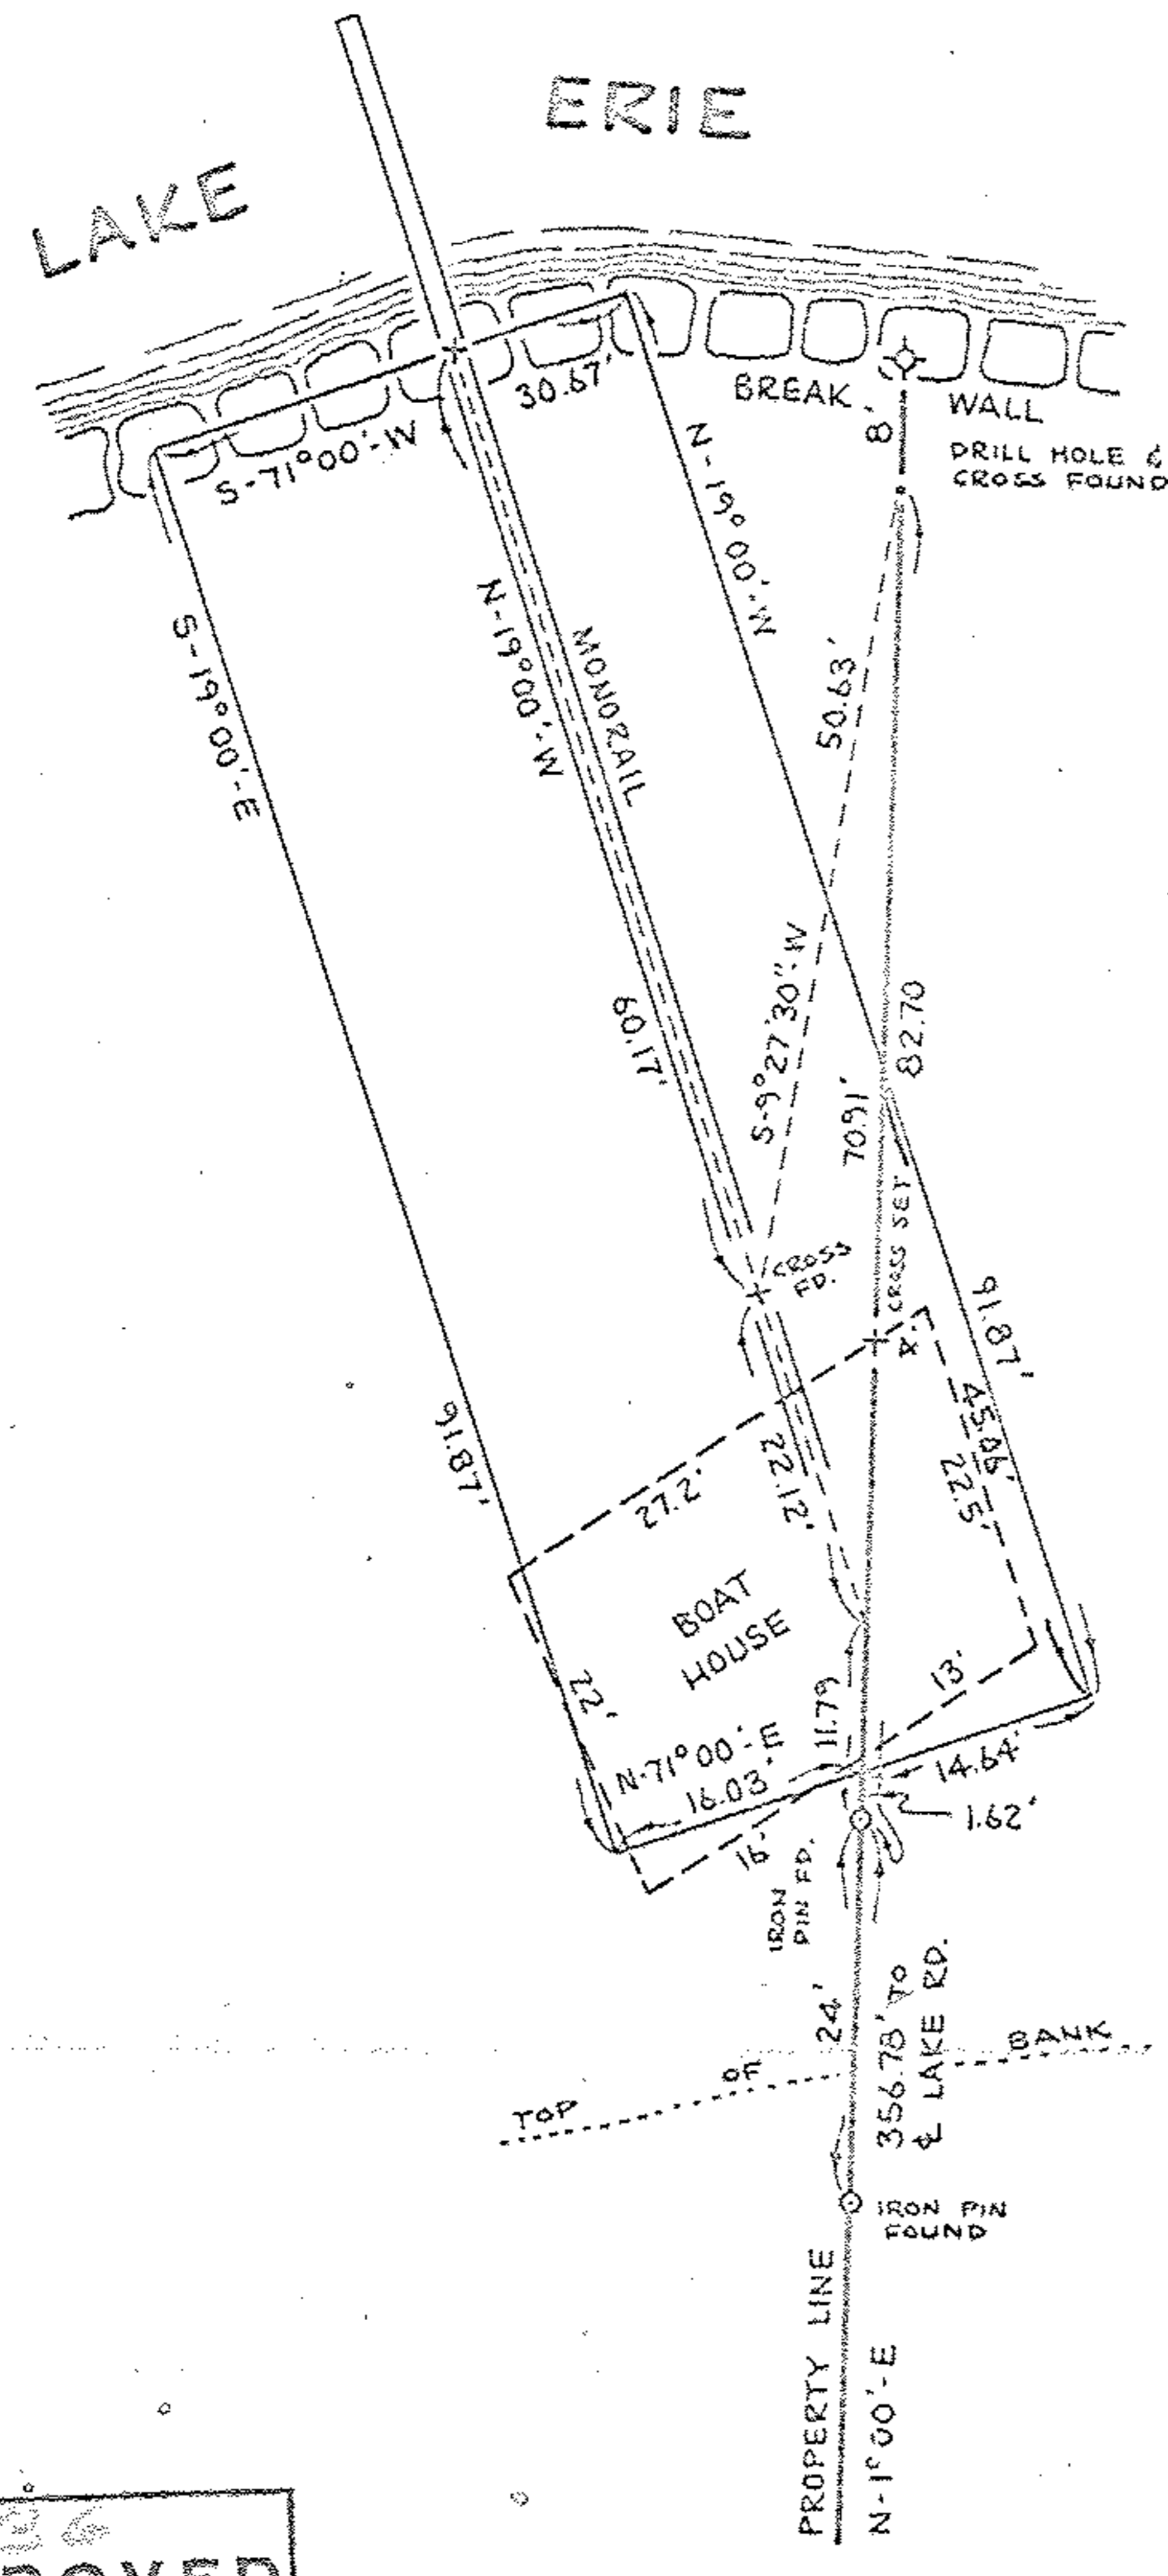 LAKE ERIE
BREAK WALL
8'
DRILL HOLE &
CROSS FOUND
30.67'
S-71°00'-W
N-19°00'-W
S-19°00'-E
N-19°00'-W
MONORAIL
50.63'
S-9°27'30"-W
60.17'
82.70
70.91'
CROSS SET
CROSS
FD.
4.7
91.87'
45.06'
22.5'
91.87'
27.2'
21.22'
BOAT
HOUSE
22'
13'
11.79
N-71°00'-E
16.03'
14.64'
1.62'
16'
IRON
PIN FD.
24'
356.78' TO
℄ LAKE RD.
TOP OF BANK
IRON PIN
FOUND
PROPERTY LINE
N-1°00'-E